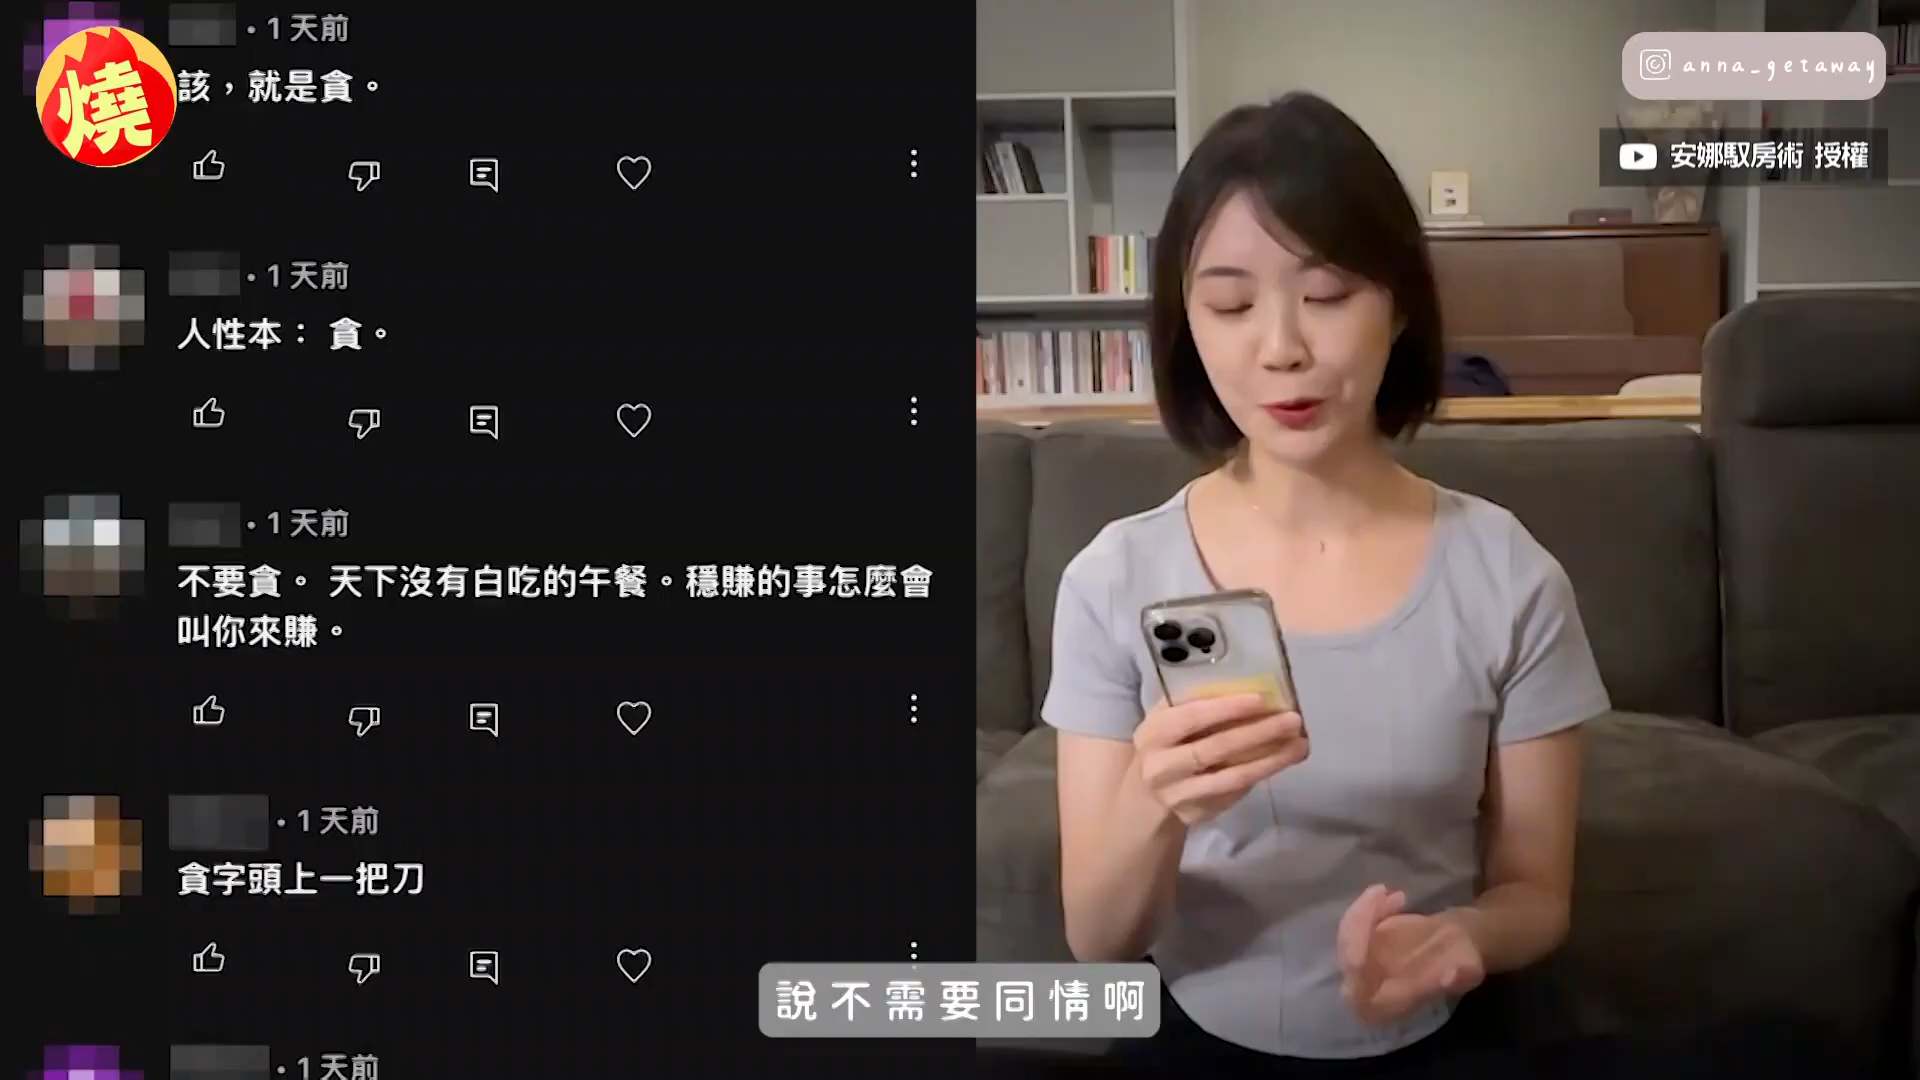 燒
• 1 天前
該，就是貪。
• 1 天前
人性本： 貪。
• 1 天前
不要貪。 天下沒有白吃的午餐。穩賺的事怎麼會
叫你來賺。
• 1 天前
貪字頭上一把刀
• 1 天前
anna_getaway
安娜馭房術 授權
說不需要同情啊